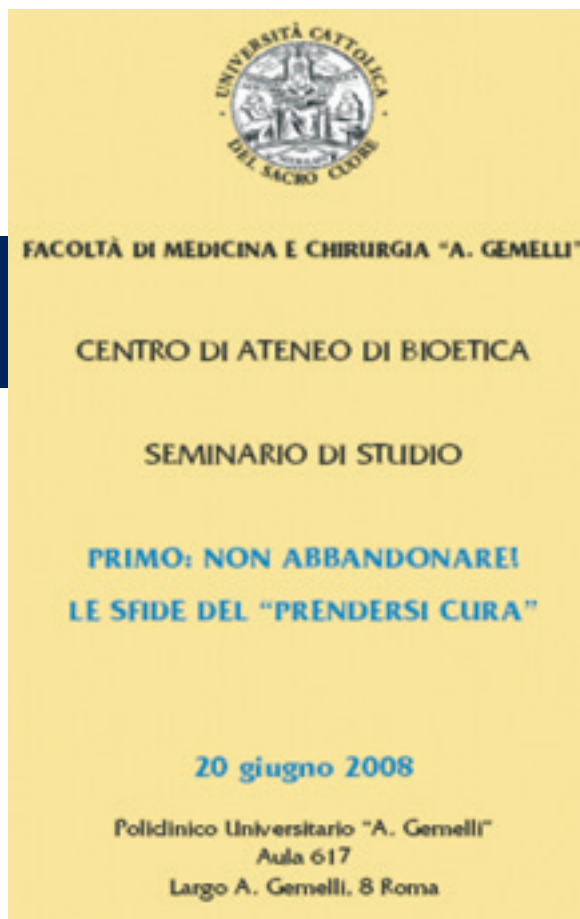 UNIVERSITÀ CATTOLICA
DEL SACRO CUORE
FACOLTÀ DI MEDICINA E CHIRURGIA "A. GEMELLI"
CENTRO DI ATENEO DI BIOETICA
SEMINARIO DI STUDIO
PRIMO: NON ABBANDONARE!
LE SFIDE DEL "PRENDERSI CURA"
20 giugno 2008
Policlinico Universitario "A. Gemelli"
Aula 617
Largo A. Gemelli, 8 Roma